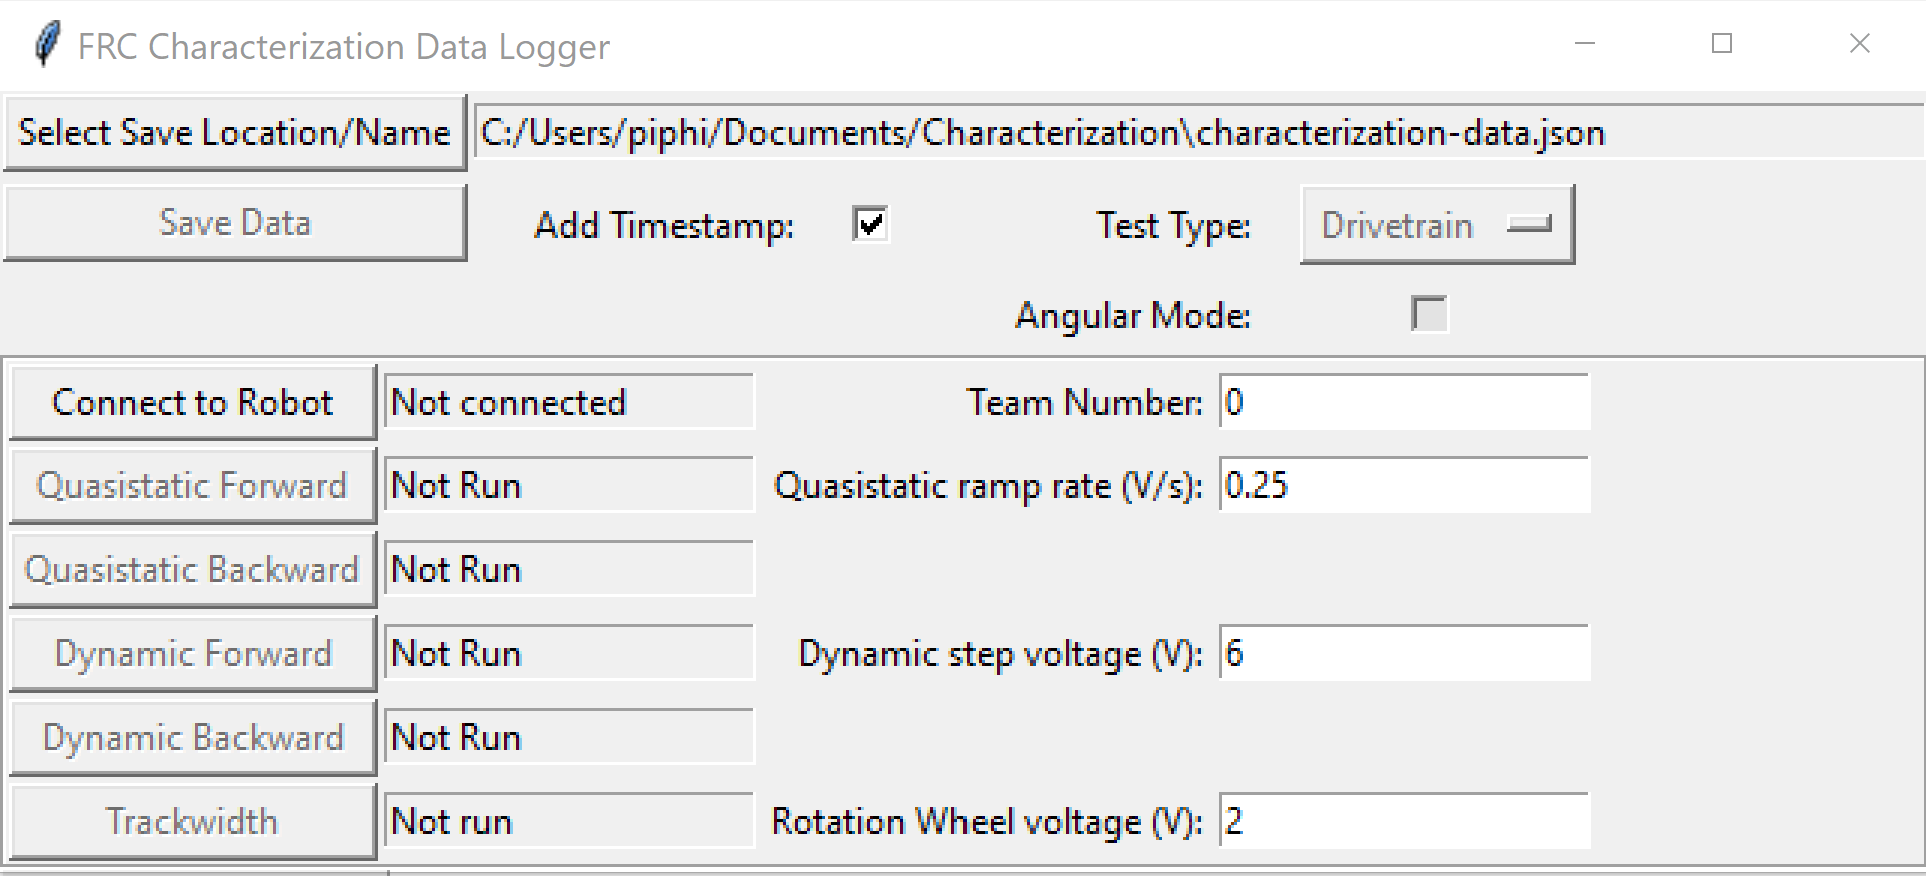 FRC Characterization Data Logger
Select Save Location/Name C:/Users/piphi/Documents/Characterization\characterization-data.json
Save Data Add Timestamp: Test Type: Drivetrain
Angular Mode:
Connect to Robot Not connected Team Number: 0
Quasistatic Forward Not Run Quasistatic ramp rate (V/s): 0.25
Quasistatic Backward Not Run
Dynamic Forward Not Run Dynamic step voltage (V): 6
Dynamic Backward Not Run
Trackwidth Not run Rotation Wheel voltage (V): 2